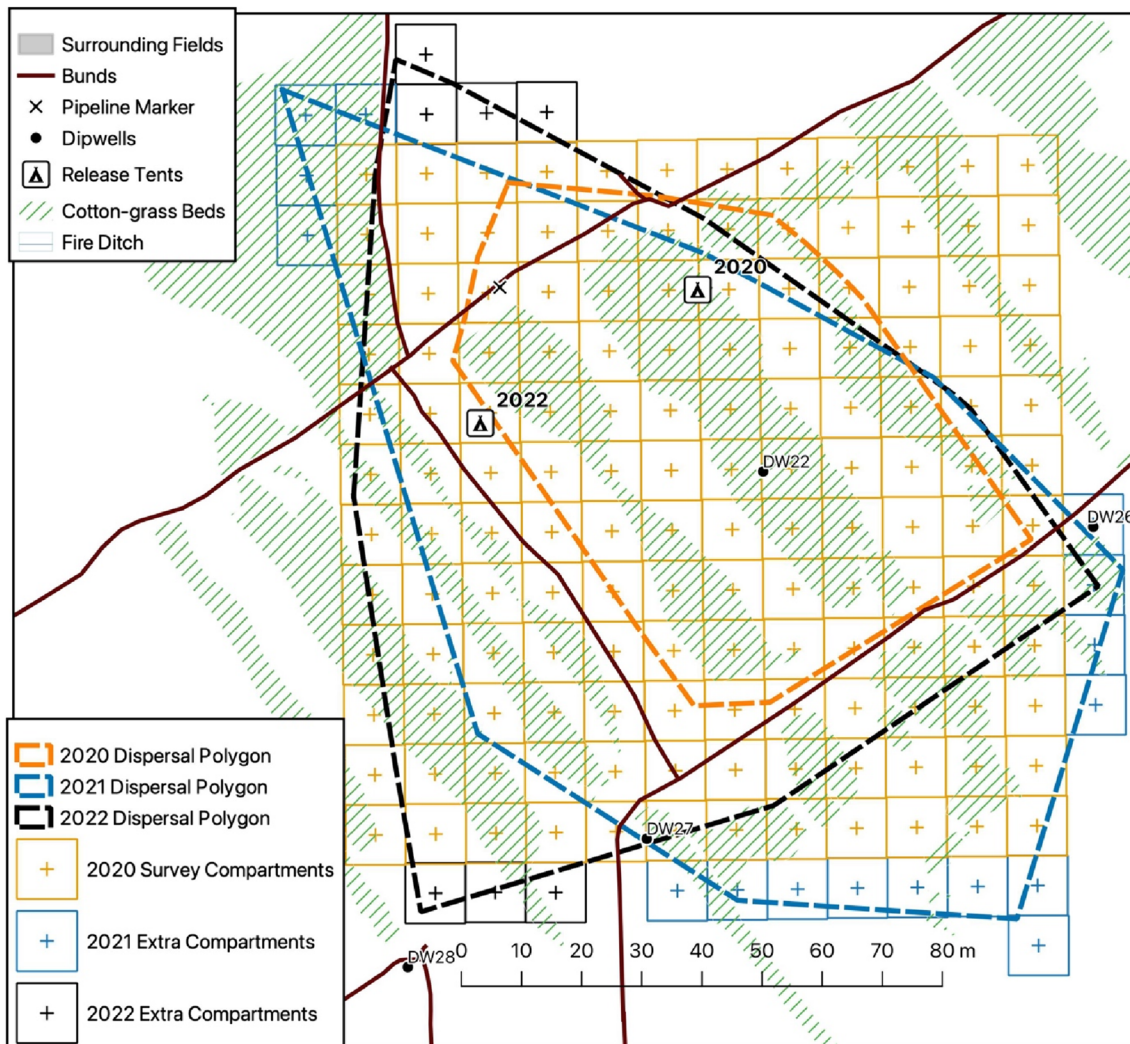 Surrounding Fields
Bunds
Pipeline Marker
Dipwells
Release Tents
Cotton-grass Beds
Fire Ditch
2020
2022
DW22
DW26
DW27
DW28
0 10 20 30 40 50 60 70 80 m
2020 Dispersal Polygon
2021 Dispersal Polygon
2022 Dispersal Polygon
2020 Survey Compartments
2021 Extra Compartments
2022 Extra Compartments